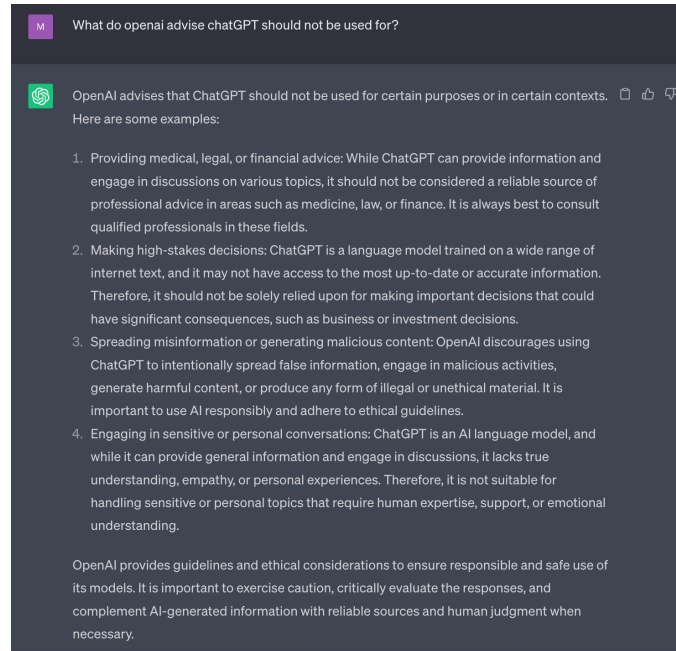 M
What do openai advise chatGPT should not be used for?
OpenAI advises that ChatGPT should not be used for certain purposes or in certain contexts.
Here are some examples:
1. Providing medical, legal, or financial advice: While ChatGPT can provide information and
engage in discussions on various topics, it should not be considered a reliable source of
professional advice in areas such as medicine, law, or finance. It is always best to consult
qualified professionals in these fields.
2. Making high-stakes decisions: ChatGPT is a language model trained on a wide range of
internet text, and it may not have access to the most up-to-date or accurate information.
Therefore, it should not be solely relied upon for making important decisions that could
have significant consequences, such as business or investment decisions.
3. Spreading misinformation or generating malicious content: OpenAI discourages using
ChatGPT to intentionally spread false information, engage in malicious activities,
generate harmful content, or produce any form of illegal or unethical material. It is
important to use AI responsibly and adhere to ethical guidelines.
4. Engaging in sensitive or personal conversations: ChatGPT is an AI language model, and
while it can provide general information and engage in discussions, it lacks true
understanding, empathy, or personal experiences. Therefore, it is not suitable for
handling sensitive or personal topics that require human expertise, support, or emotional
understanding.
OpenAI provides guidelines and ethical considerations to ensure responsible and safe use of
its models. It is important to exercise caution, critically evaluate the responses, and
complement AI-generated information with reliable sources and human judgment when
necessary.